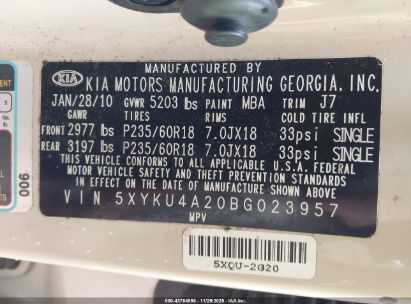 MANUFACTURED BY
KIA KIA MOTORS MANUFACTURING GEORGIA, INC.
JAN/28/10 GVWR 5203 lbs PAINT MBA TRIM J7
GAWR TIRES RIMS COLD TIRE INFL
FRONT 2977 lbs P235/60R18 7.0JX18 33psi SINGLE
REAR 3197 lbs P235/60R18 7.0JX18 33psi SINGLE
THIS VEHICLE CONFORMS TO ALL APPLICABLE U.S.A. FEDERAL
MOTOR VEHICLE SAFETY AND THEFT PREVENTION STANDARDS
IN EFFECT ON THE DATE OF MANUFACTURE SHOWN ABOVE.
VIN 5XYKU4A20BG023957
MPV
5XQU-2G20
900